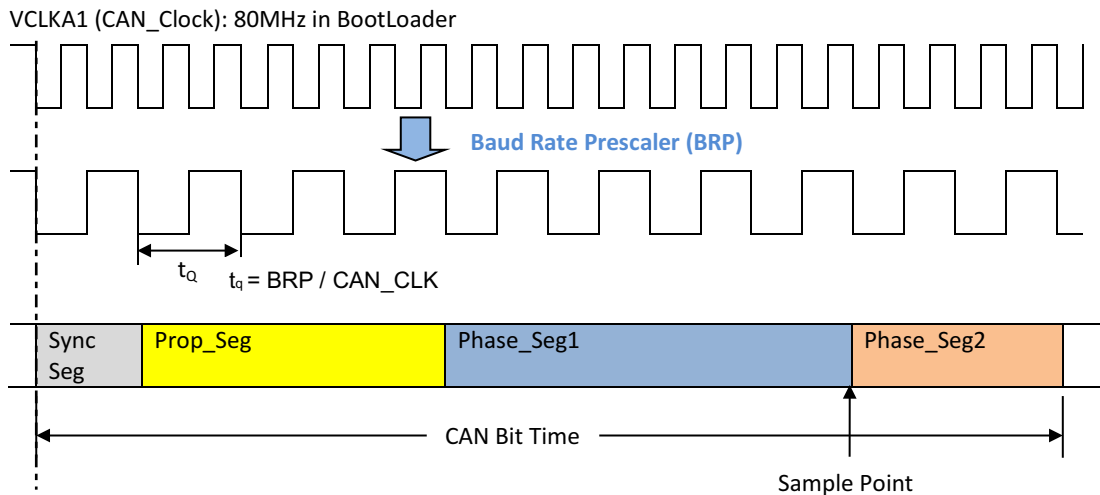 VCLKA1 (CAN_Clock): 80MHz in BootLoader
Baud Rate Prescaler (BRP)
tQ
tq = BRP / CAN_CLK
Sync
Seg
Prop_Seg
Phase_Seg1
Phase_Seg2
CAN Bit Time
Sample Point